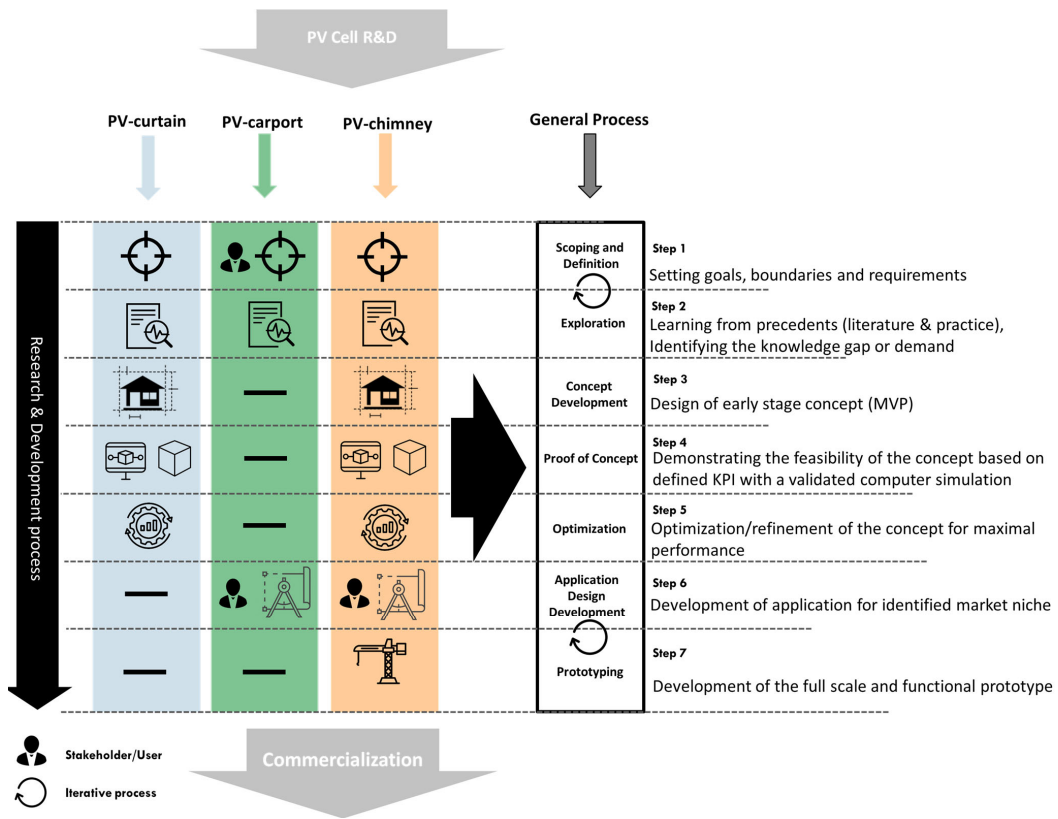 PV Cell R&D
PV-curtain
PV-carport
PV-chimney
General Process
Research & Development process
Scoping and
Definition
Step 1
Setting goals, boundaries and requirements
Exploration
Step 2
Learning from precedents (literature & practice),
Identifying the knowledge gap or demand
Concept
Development
Step 3
Design of early stage concept (MVP)
Proof of Concept
Step 4
Demonstrating the feasibility of the concept based on
defined KPI with a validated computer simulation
Optimization
Step 5
Optimization/refinement of the concept for maximal
performance
Application
Design
Development
Step 6
Development of application for identified market niche
Prototyping
Step 7
Development of the full scale and functional prototype
Stakeholder/User
Iterative process
Commercialization